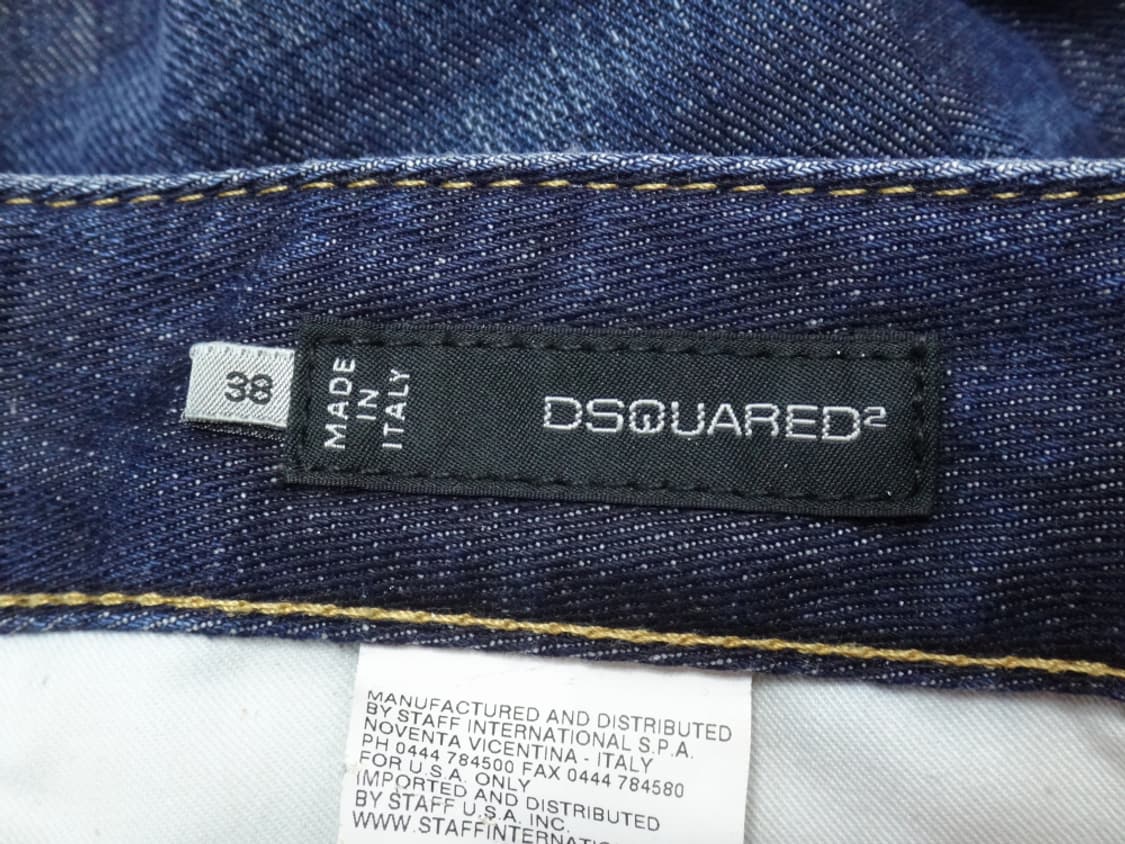 38
MADE
IN
ITALY
DSQUARED²
MANUFACTURED AND DISTRIBUTED
BY STAFF INTERNATIONAL S.P.A.
NOVENTA VICENTINA - ITALY
PH 0444 784500 FAX 0444 784580
FOR U.S.A. ONLY
IMPORTED AND DISTRIBUTED
BY STAFF U.S.A. INC.